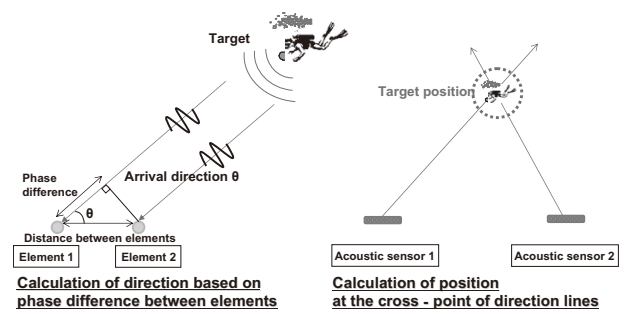 Target
Phase
difference
Arrival direction θ
θ
Distance between elements
Element 1
Element 2
Calculation of direction based on
phase difference between elements
Target position
Acoustic sensor 1
Acoustic sensor 2
Calculation of position
at the cross - point of direction lines